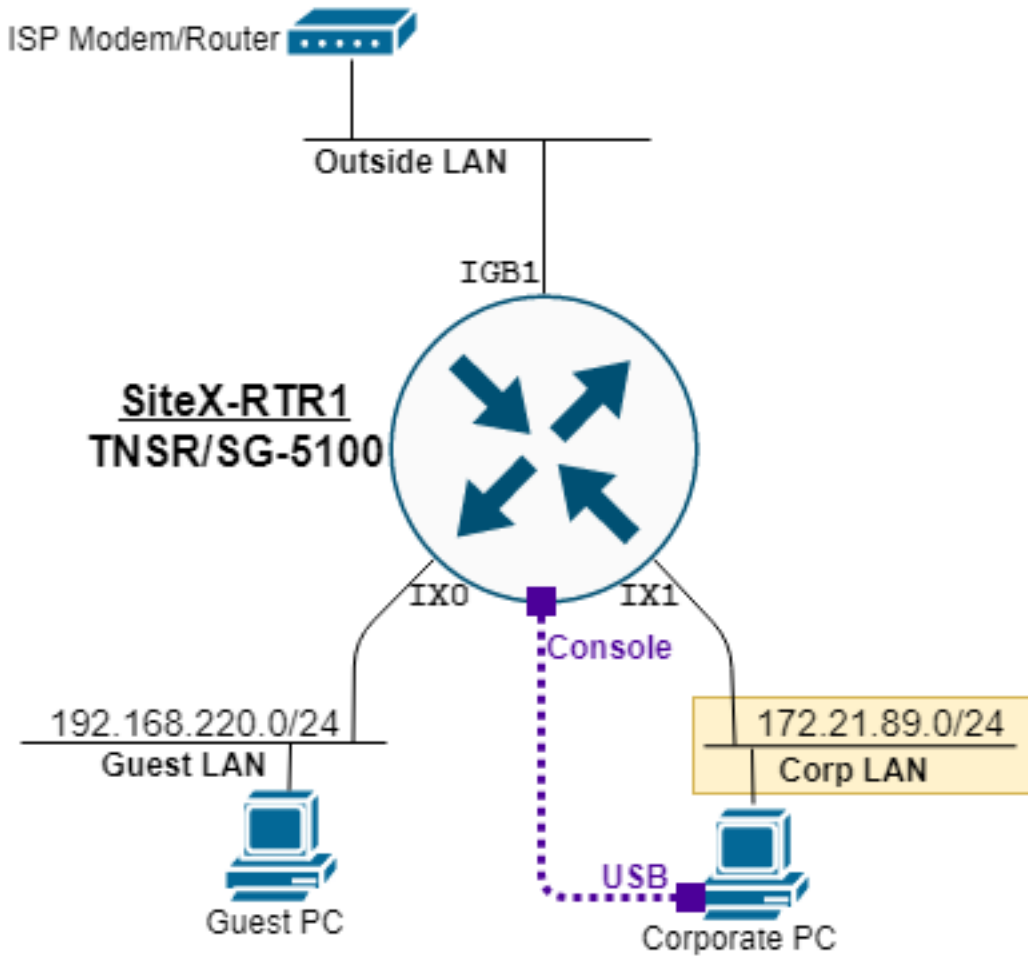 ISP Modem/Router
Outside LAN
IGB1
SiteX-RTR1
TNSR/SG-5100
IX0
IX1
Console
192.168.220.0/24
Guest LAN
172.21.89.0/24
Corp LAN
USB
Guest PC
Corporate PC